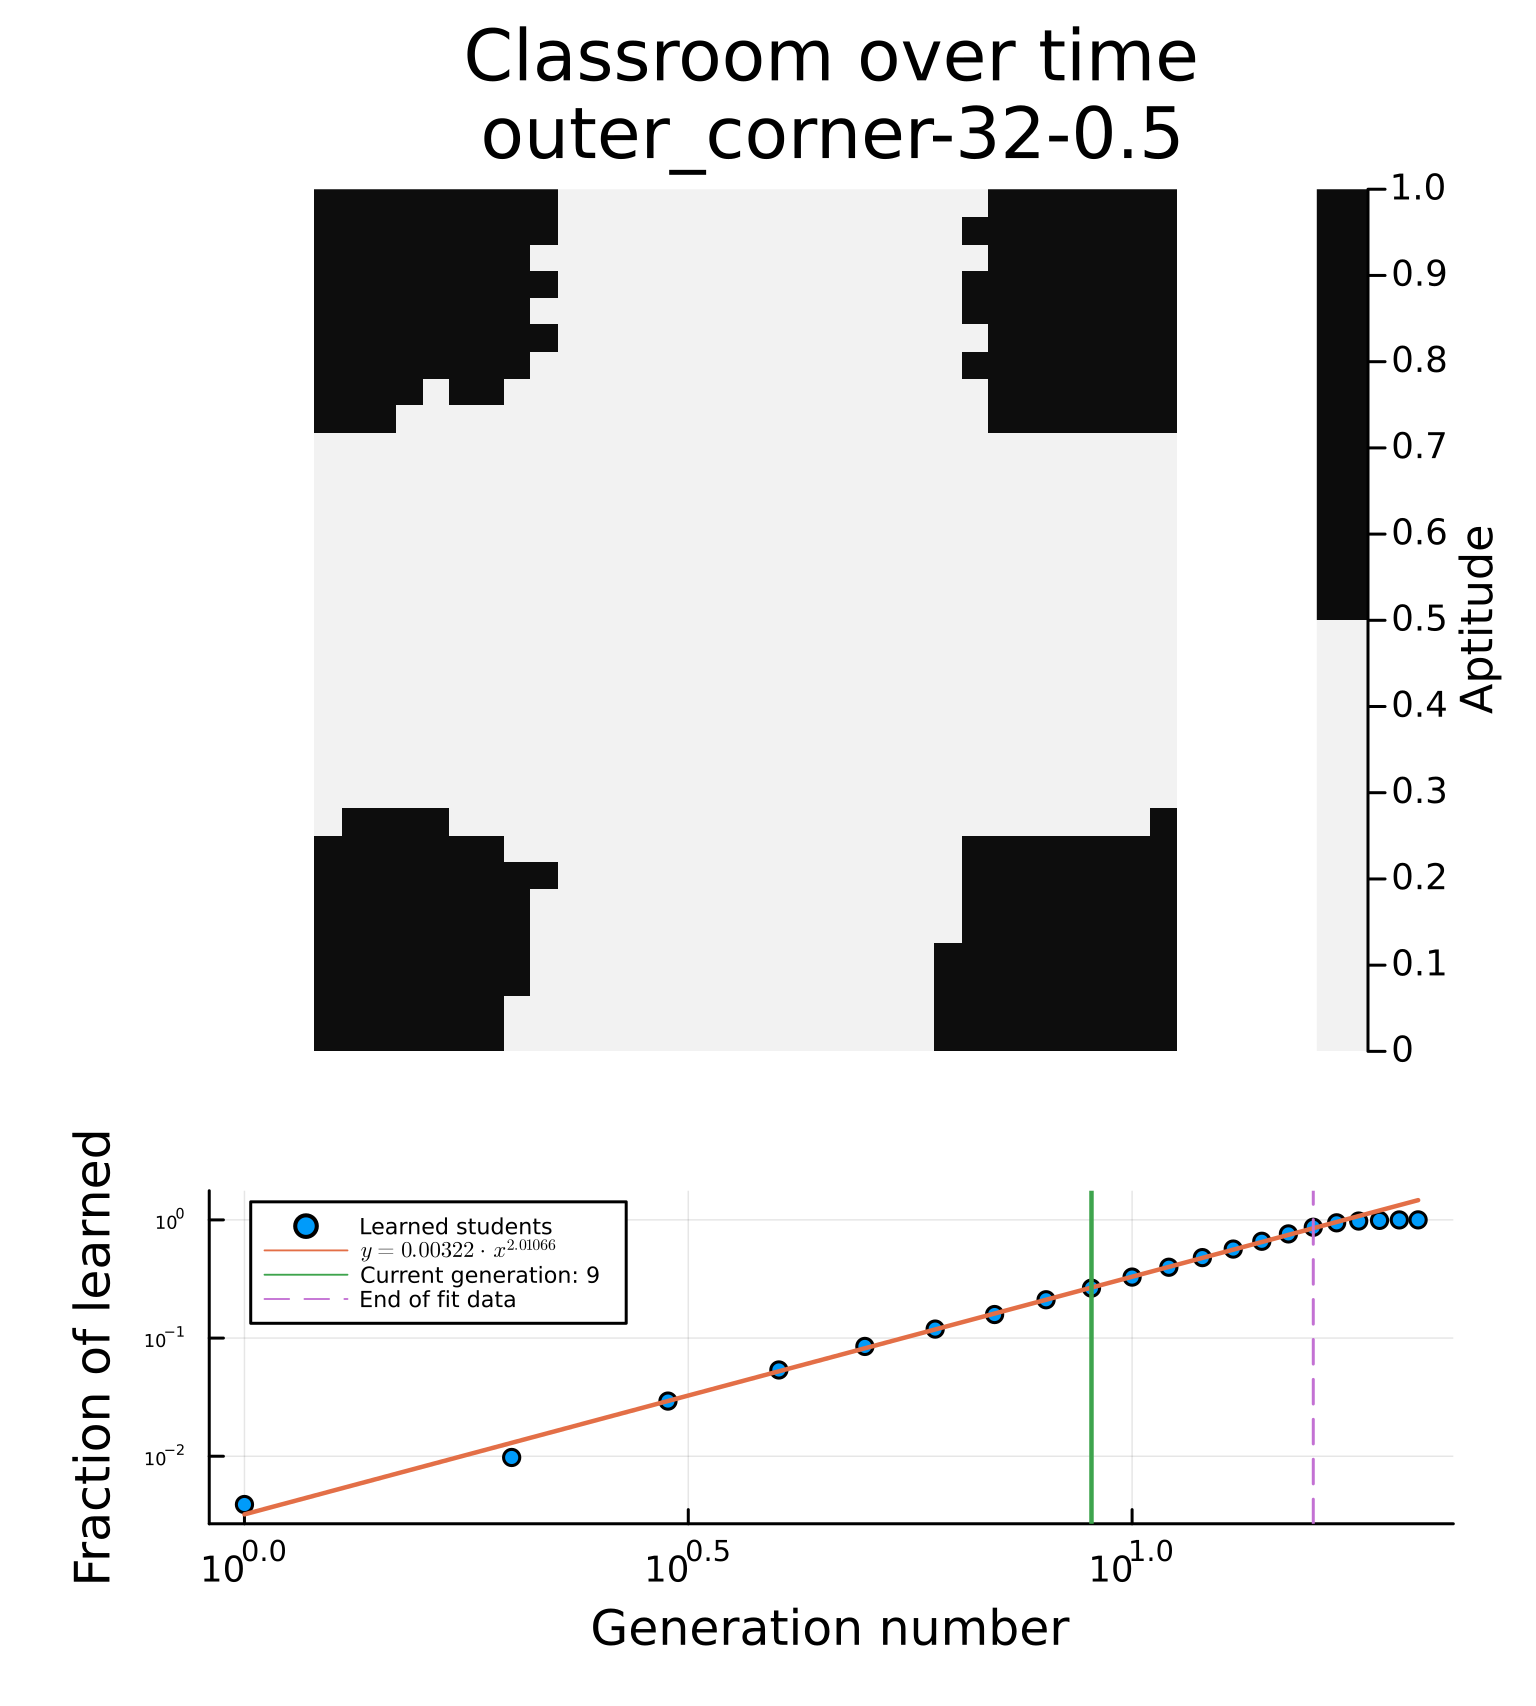 Classroom over time
outer_corner-32-0.5
1.0
0.9
0.8
0.7
0.6
0.5
0.4
0.3
0.2
0.1
0
Aptitude
Fraction of learned
10^0
10^-1
10^-2
Learned students
y = 0.00322 · x^2.01066
Current generation: 9
End of fit data
10^0.0
10^0.5
10^1.0
Generation number